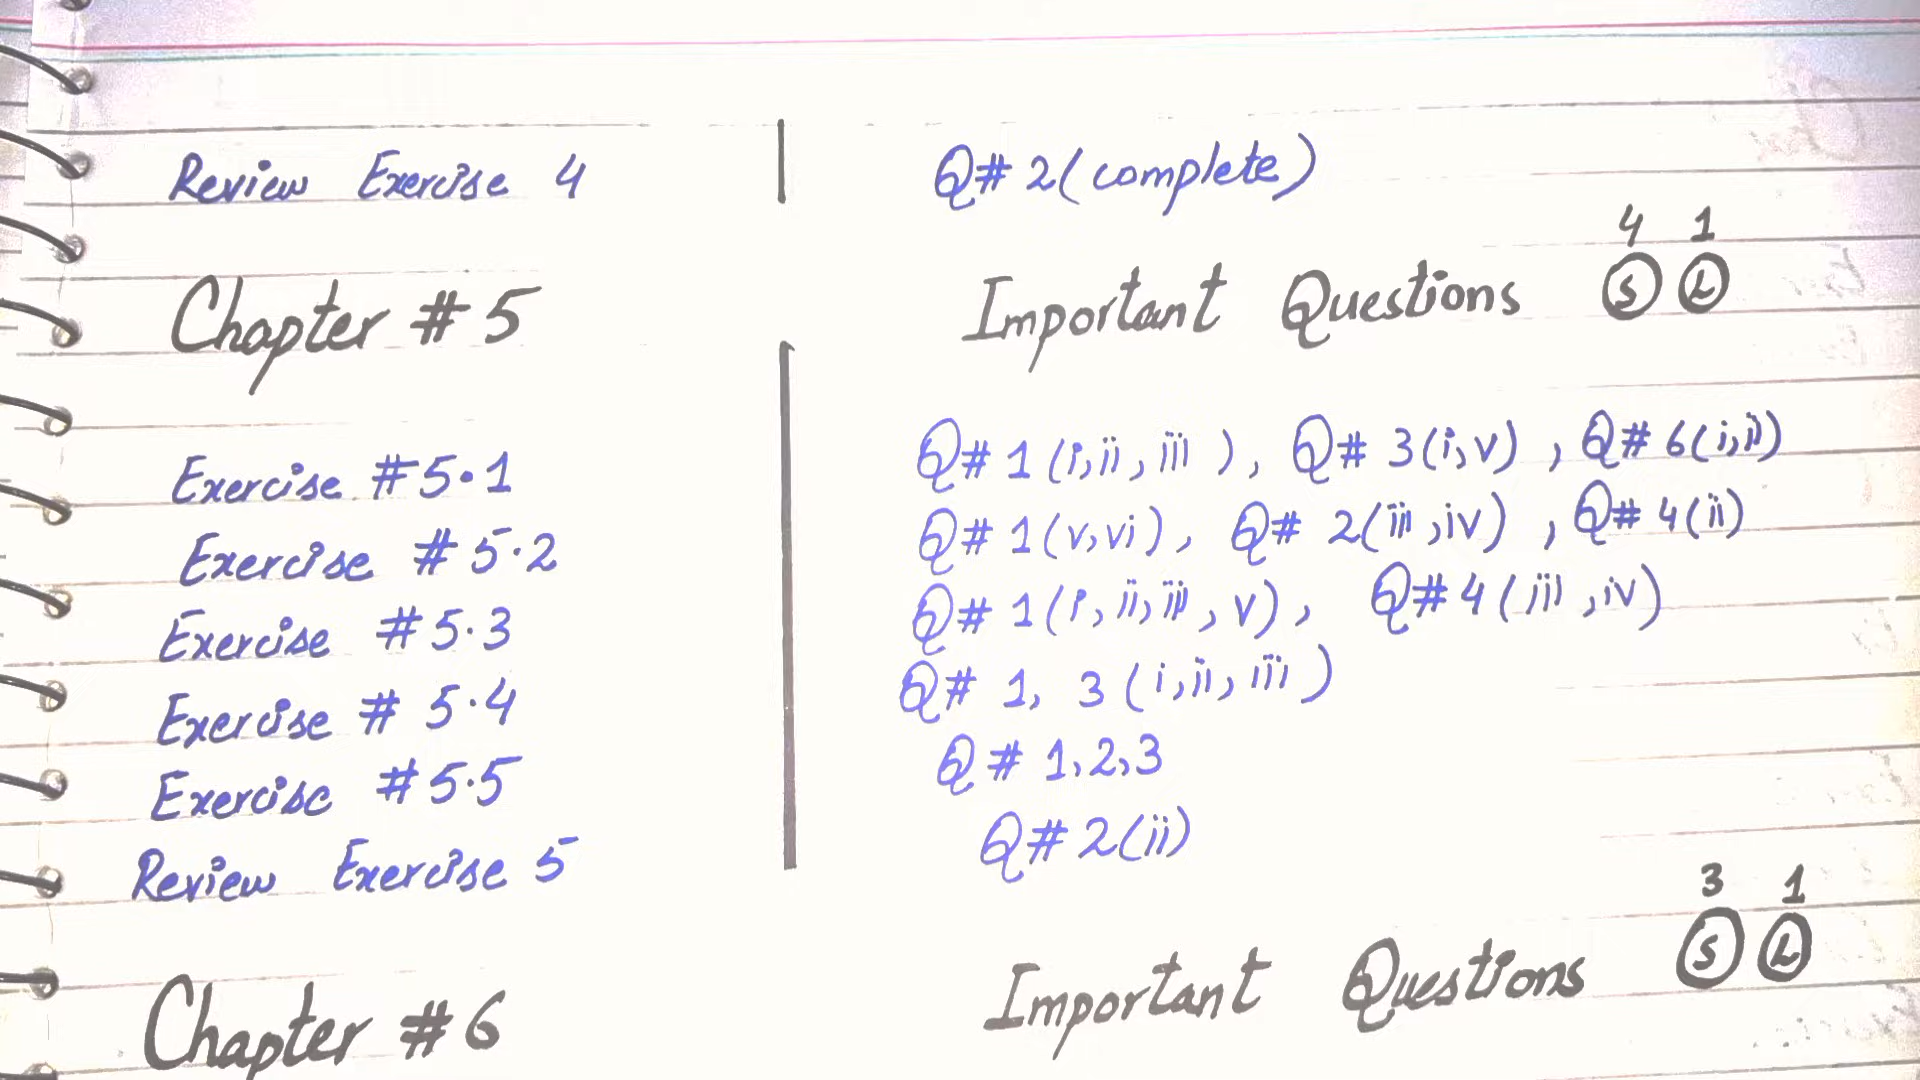 Review Exercise 4 Q# 2(complete)
4 1
Chapter # 5 Important Questions S L
Exercise #5.1 Q# 1 (i,ii,iii), Q# 3(i,v), Q# 6(i,ii)
Exercise # 5.2 Q# 1(v,vi), Q# 2(iii,iv), Q# 4(ii)
Exercise #5.3 Q# 1(i,ii,iii,v), Q# 4(iii,iv)
Exercise # 5.4 Q# 1, 3 (i,ii,iii)
Exercise #5.5 Q# 1,2,3
Review Exercise 5 Q# 2(ii)
3 1
Chapter #6 Important Questions S L